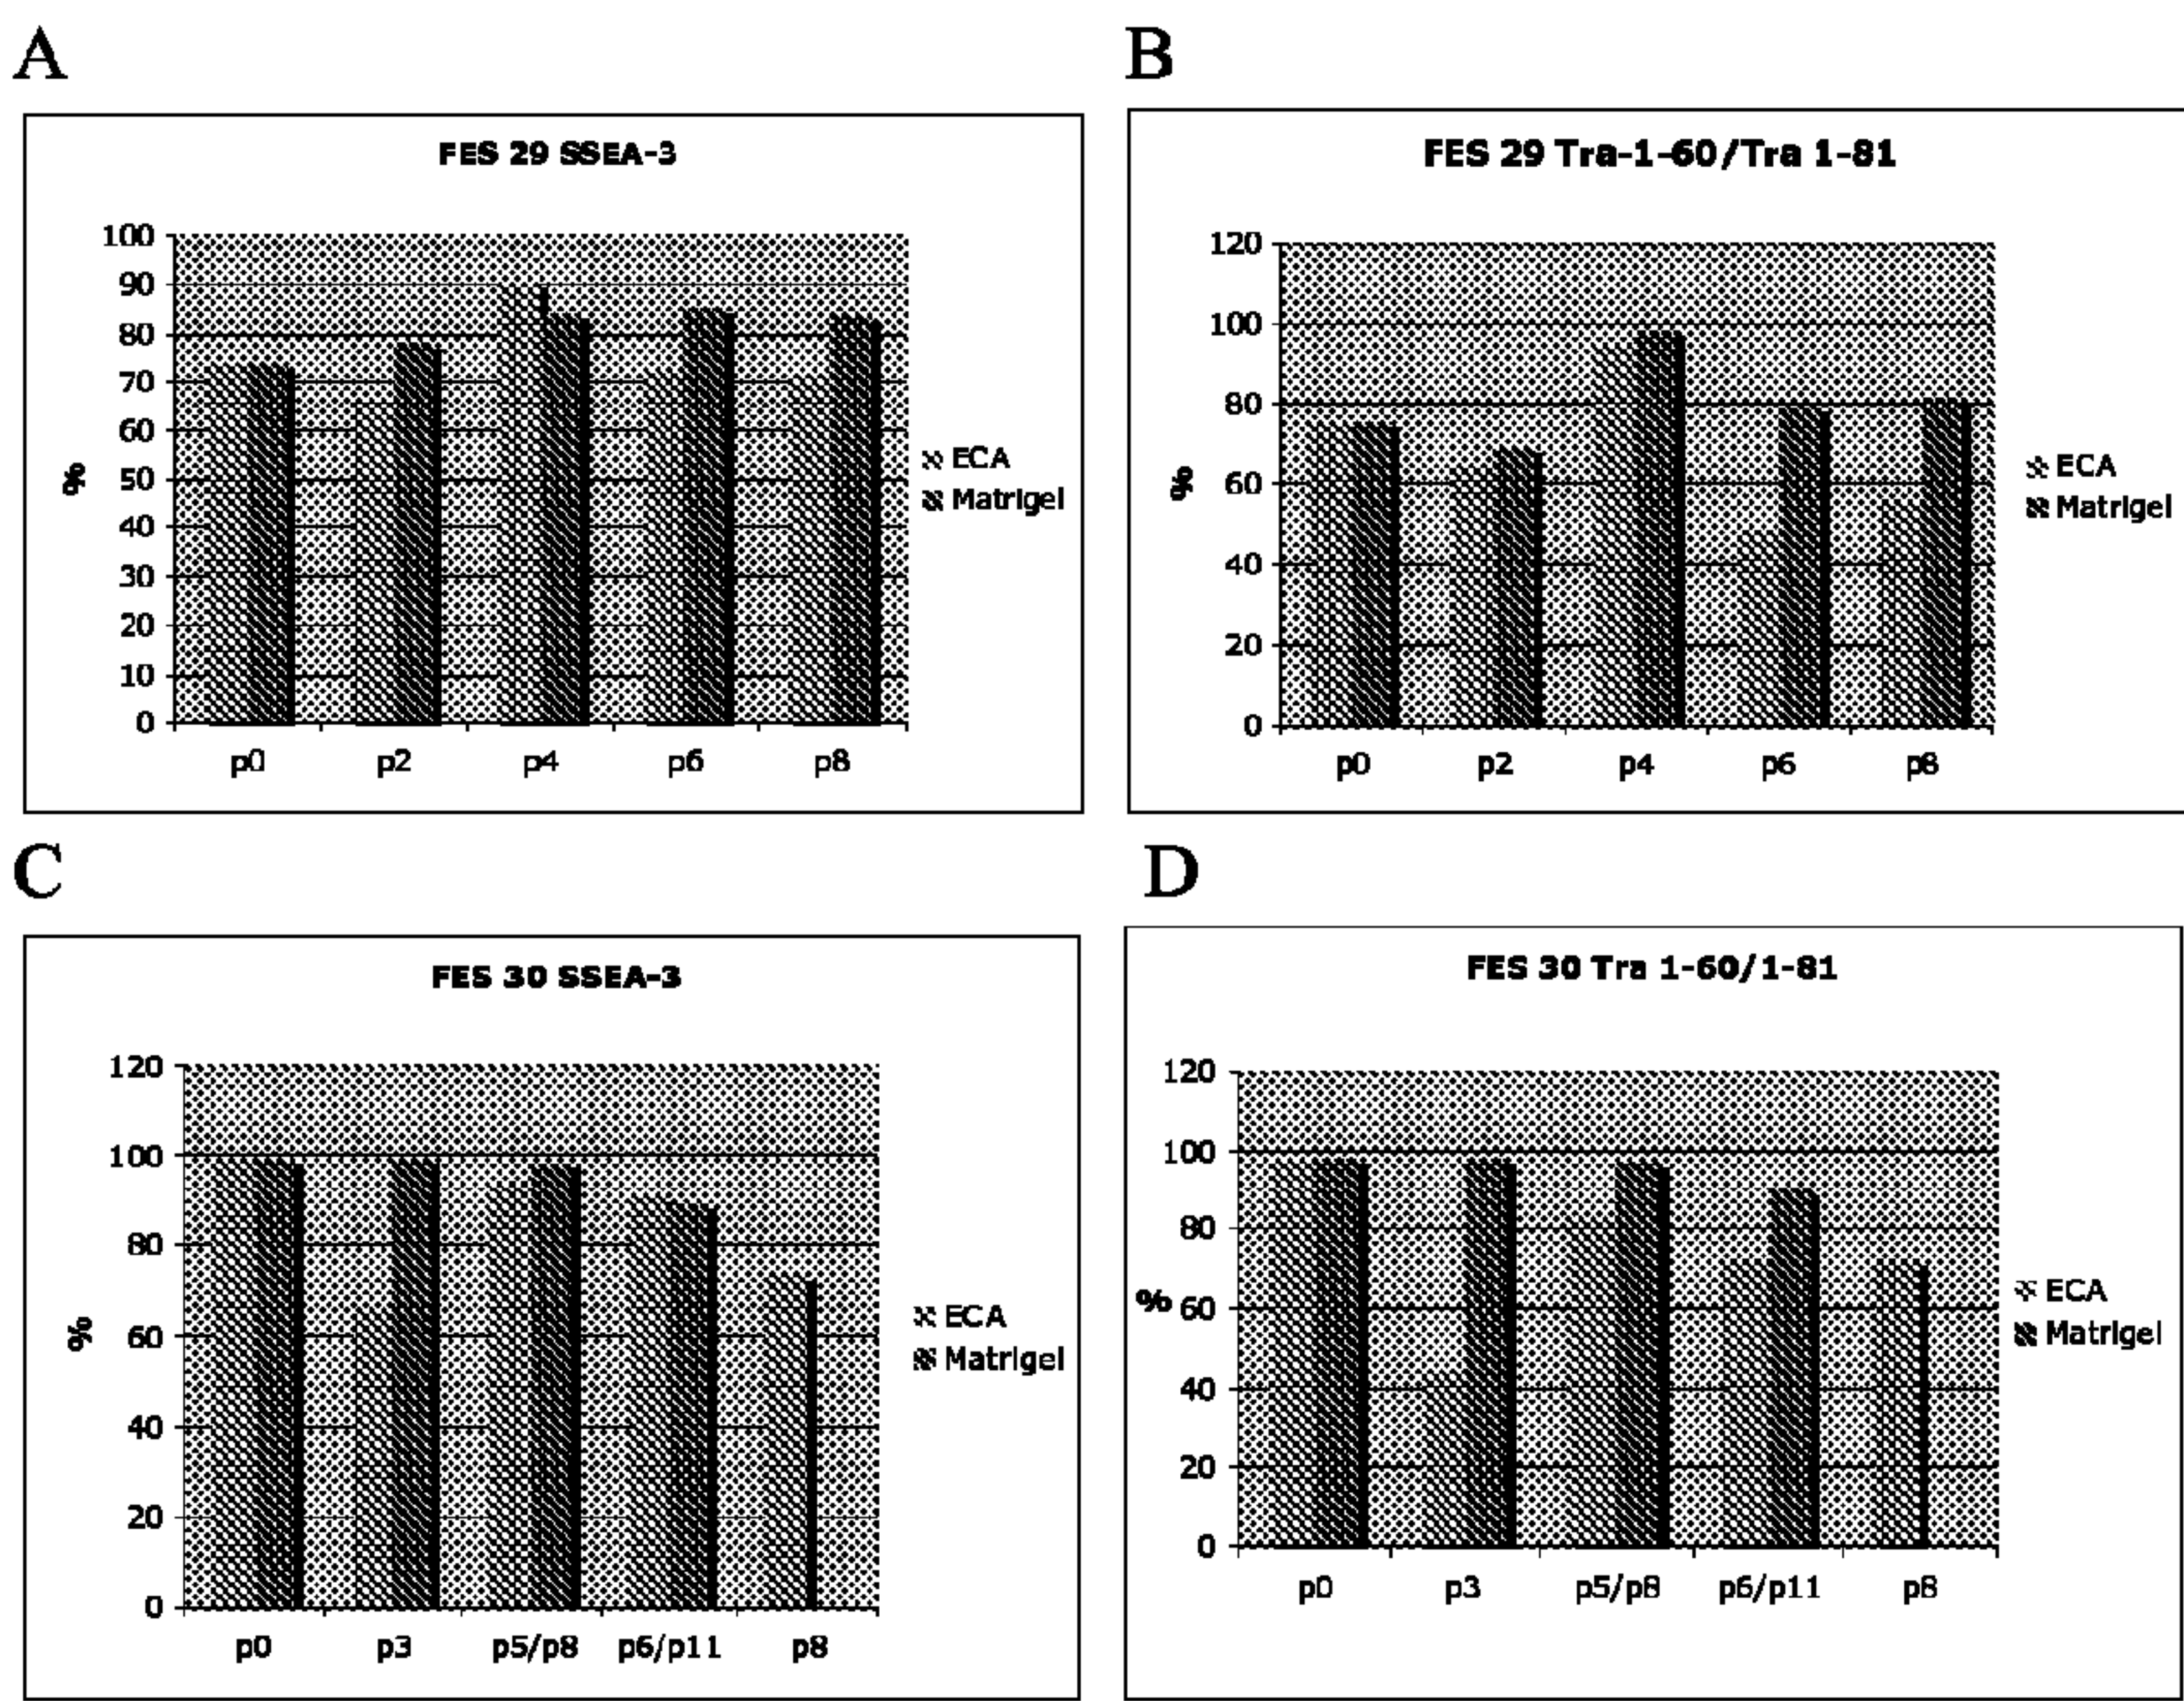 A
FES 29 SSEA-3
100
90
80
70
60
50
40
30
20
10
0
%
p0 p2 p4 p6 p8
ECA
Matrigel
B
FES 29 Tra-1-60/Tra 1-81
120
100
80
60
40
20
0
%
p0 p2 p4 p6 p8
ECA
Matrigel
C
FES 30 SSEA-3
120
100
80
60
40
20
0
%
p0 p3 p5/p8 p6/p11 p8
ECA
Matrigel
D
FES 30 Tra 1-60/1-81
120
100
80
60
40
20
0
%
p0 p3 p5/p8 p6/p11 p8
ECA
Matrigel